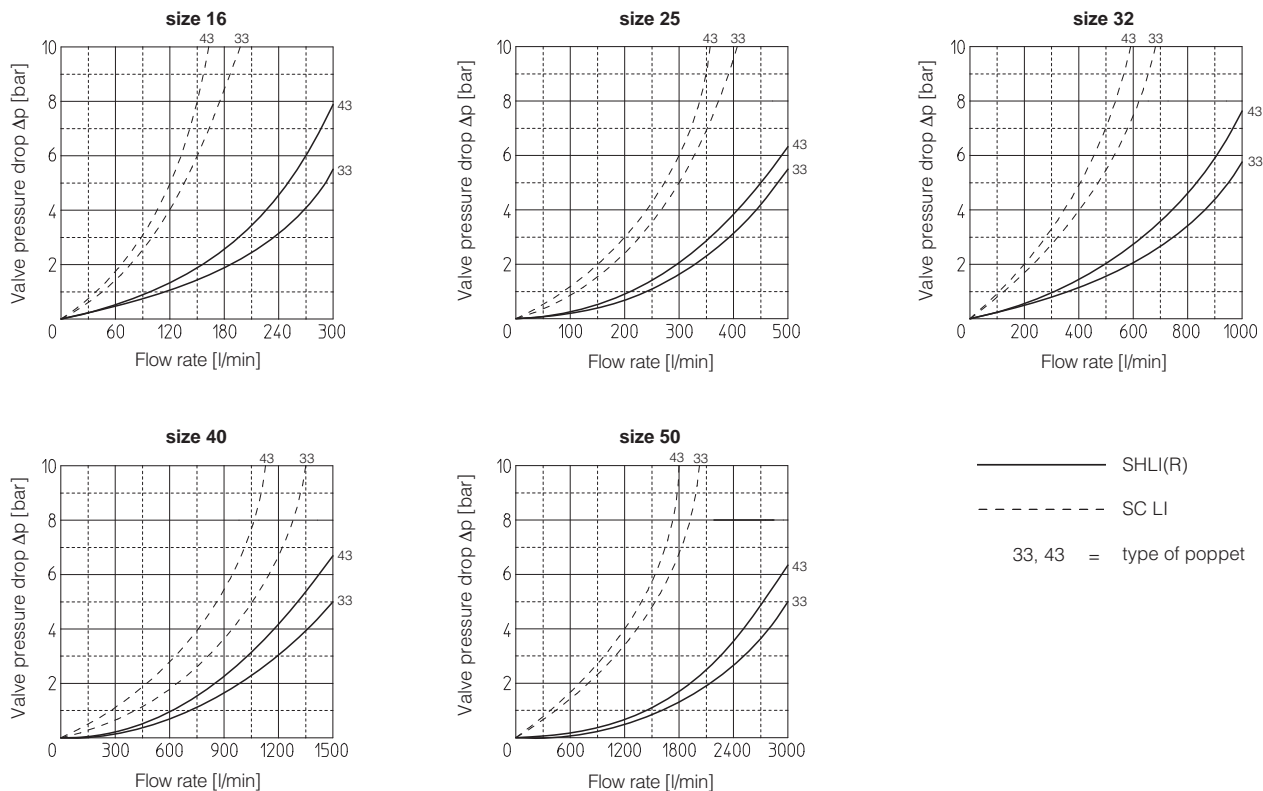 size 16
43 33
10
8
6
4
2
0
60 120 180 240 300
43
33
Valve pressure drop Δp [bar]
Flow rate [l/min]
size 25
43 33
10
8
6
4
2
0
100 200 300 400 500
43
33
Valve pressure drop Δp [bar]
Flow rate [l/min]
size 32
43 33
10
8
6
4
2
0
200 400 600 800 1000
43
33
Valve pressure drop Δp [bar]
Flow rate [l/min]
size 40
43 33
10
8
6
4
2
0
300 600 900 1200 1500
43
33
Valve pressure drop Δp [bar]
Flow rate [l/min]
size 50
43 33
10
8
6
4
2
0
600 1200 1800 2400 3000
43
33
Valve pressure drop Δp [bar]
Flow rate [l/min]
SHLI(R)
SC LI
33, 43 = type of poppet